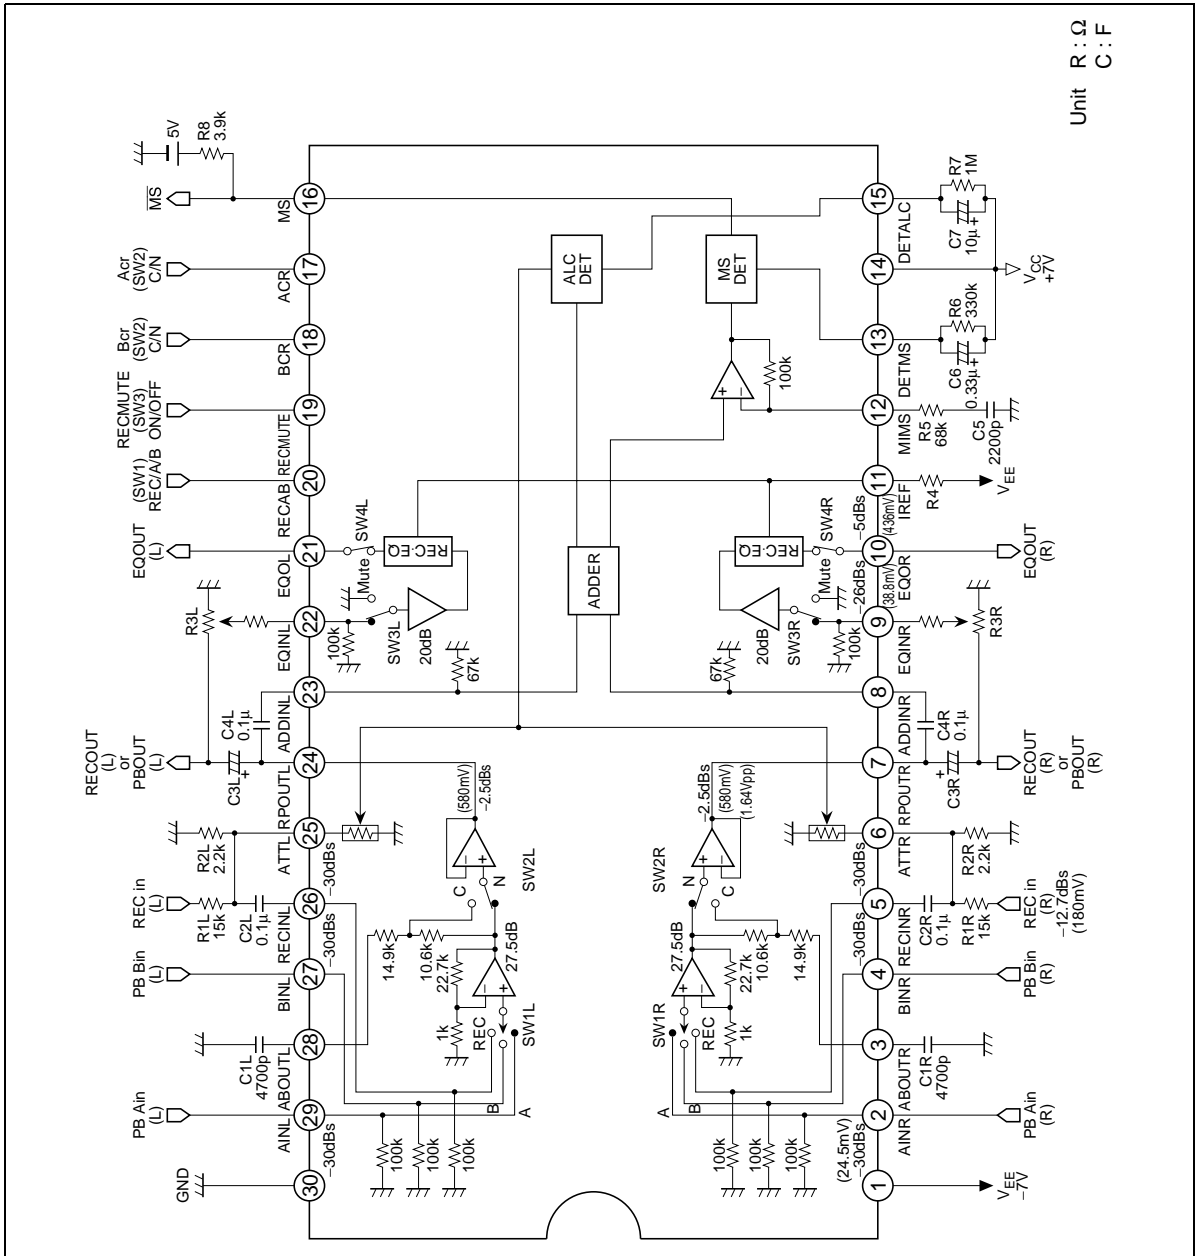 Unit R : Ω
C : F
5V
R8
3.9k
MS
Acr
(SW2)
C/N
Bcr
(SW2)
C/N
RECMUTE
(SW3)
ON/OFF
(SW1)
REC/A/B
EQOUT
(L)
R3L
RECOUT
(L)
or
PBOUT
(L)
C3L
+
C4L
0.1μ
R2L
2.2k
REC in
(L)
R1L
15k
C2L
0.1μ
PB Bin
(L)
C1L
4700p
PB Ain
(L)
GND
16
MS
17
ACR
18
BCR
19
RECMUTE
20
RECAB
21
EQOL
22
EQINL
23
ADDINL
24
RPOUTL
25
ATTL
26
RECINL
27
BINL
28
ABOUTL
29
AINL
30
−30dBs
−30dBs
−30dBs
ALC
DET
MS
DET
+
−
100k
SW4L
REC·EQ
Mute
100k
SW3L
20dB
67k
ADDER
SW4R
REC·EQ
Mute
−5dBs
(436mV)
−26dBs
(38.8mV)
100k
SW3R
20dB
67k
(580mV)
−2.5dBs
−
+
N
C
SW2L
14.9k
10.6k
22.7k
27.5dB
−
+
1k
REC
SW1L
B
A
100k
100k
100k
−2.5dBs
(580mV)
(1.64Vpp)
−
+
SW2R
N
C
27.5dB
22.7k
10.6k
14.9k
+
−
SW1R
REC
1k
A
B
100k
100k
100k
(24.5mV)
−30dBs
−30dBs
−30dBs
15
DETALC
14
13
DETMS
12
MIMS
11
IREF
10
EQOR
9
EQINR
8
ADDINR
7
RPOUTR
6
ATTR
5
RECINR
4
BINR
3
ABOUTR
2
AINR
1
R7
1M
C7
10μ
+
VCC
+7V
R6
330k
C6
0.33μ
+
R5
68k
C5
2200p
R4
VEE
EQOUT
(R)
R3R
C4R
0.1μ
+
C3R
RECOUT
(R)
or
PBOUT
(R)
R2R
2.2k
C2R
0.1μ
R1R
15k
REC in
(R)
−12.7dBs
(180mV)
PB Bin
(R)
C1R
4700p
PB Ain
(R)
VEE
−7V